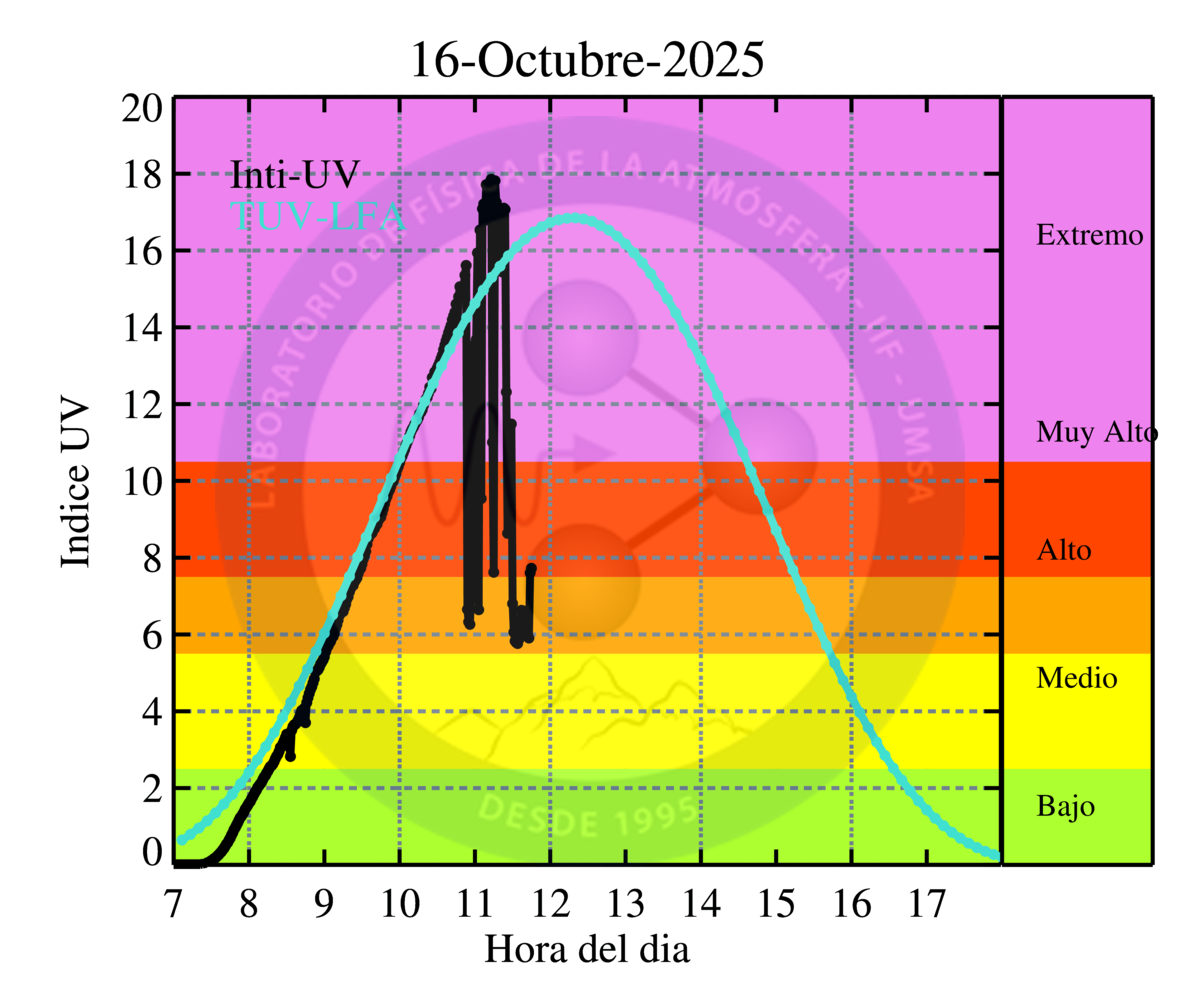 16-Octubre-2025
20
18
16
14
12
10
8
6
4
2
0
Indice UV
Inti-UV
TUV-LFA
LABORATORIO DE FÍSICA DE LA ATMÓSFERA - IIF - UMSA
DESDE 1995
Extremo
Muy Alto
Alto
Medio
Bajo
7 8 9 10 11 12 13 14 15 16 17
Hora del dia